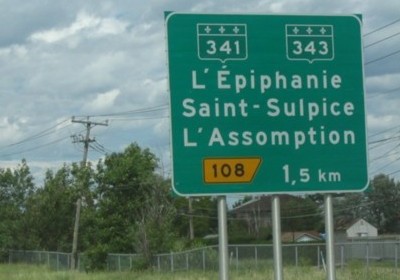 341 343
L'Épiphanie
Saint-Sulpice
L'Assomption
108 1,5 km